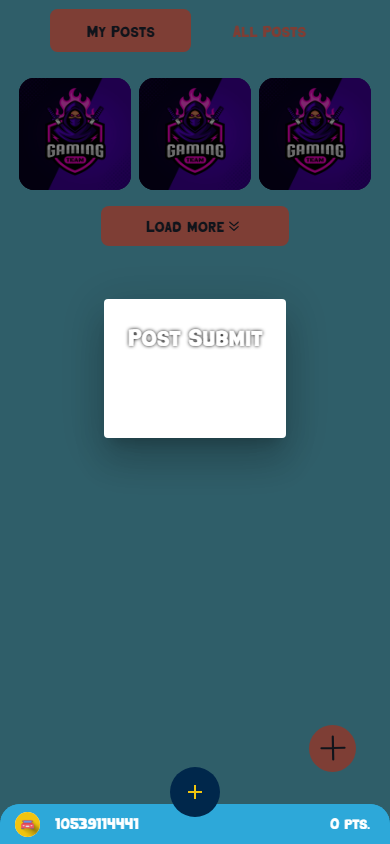 My Posts
All Posts
GAMING
TEAM
GAMING
TEAM
GAMING
TEAM
Load more
Post Submit
10539114441
0 PTS.